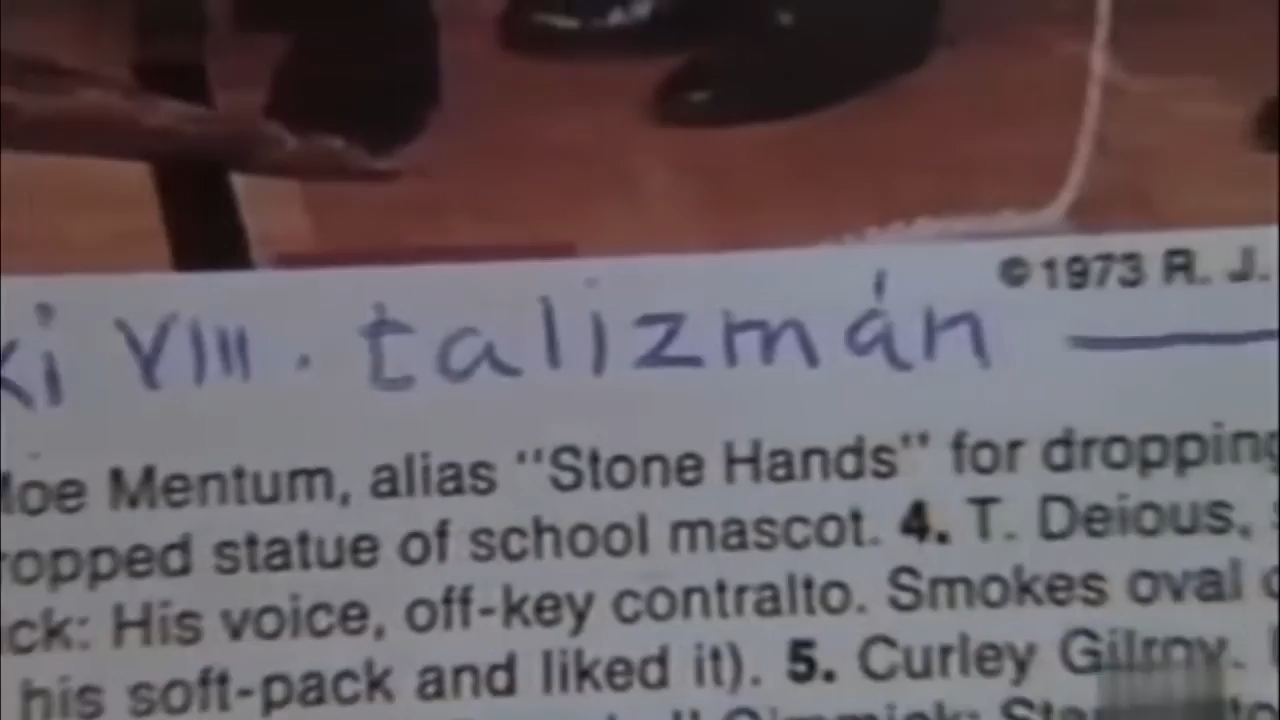 ©1973 R. J.
ki VIII. talizmán
Moe Mentum, alias "Stone Hands" for dropping
ropped statue of school mascot. 4. T. Deious,
ck: His voice, off-key contralto. Smokes oval
his soft-pack and liked it). 5. Curley Gilroy.